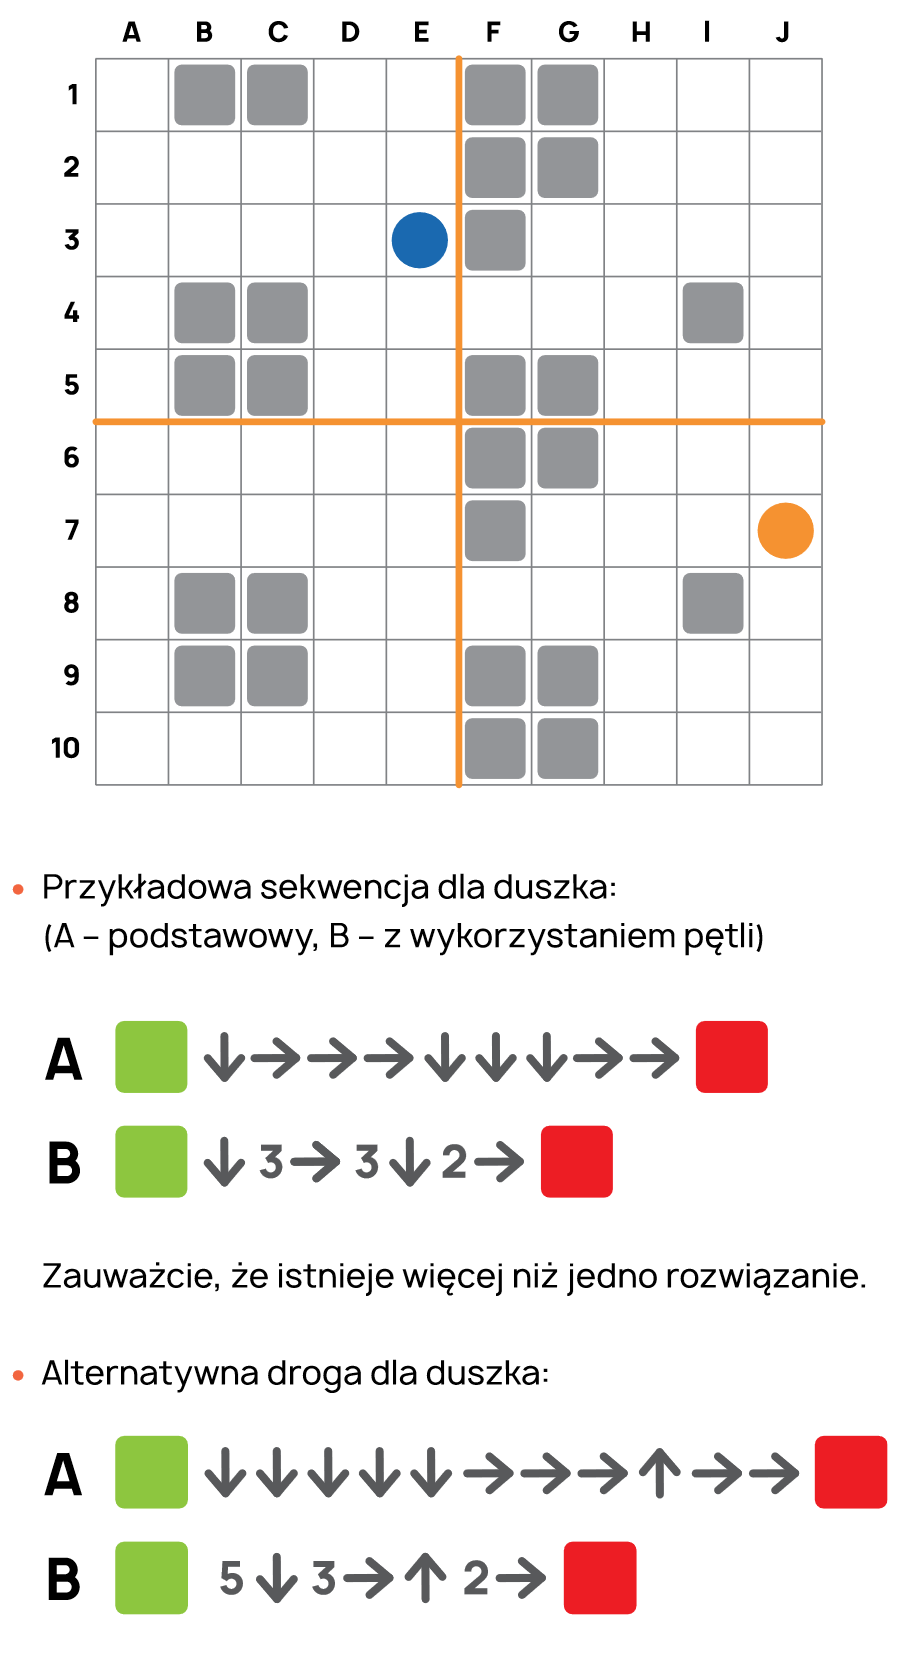 A B C D E F G H I J
1
2
3
4
5
6
7
8
9
10
• Przykładowa sekwencja dla duszka:
(A – podstawowy, B – z wykorzystaniem pętli)
A ↓ → → → ↓ ↓ ↓ → →
B ↓ 3 → 3 ↓ 2 →
Zauważcie, że istnieje więcej niż jedno rozwiązanie.
• Alternatywna droga dla duszka:
A ↓ ↓ ↓ ↓ ↓ → → → ↑ → →
B 5 ↓ 3 → ↑ 2 →